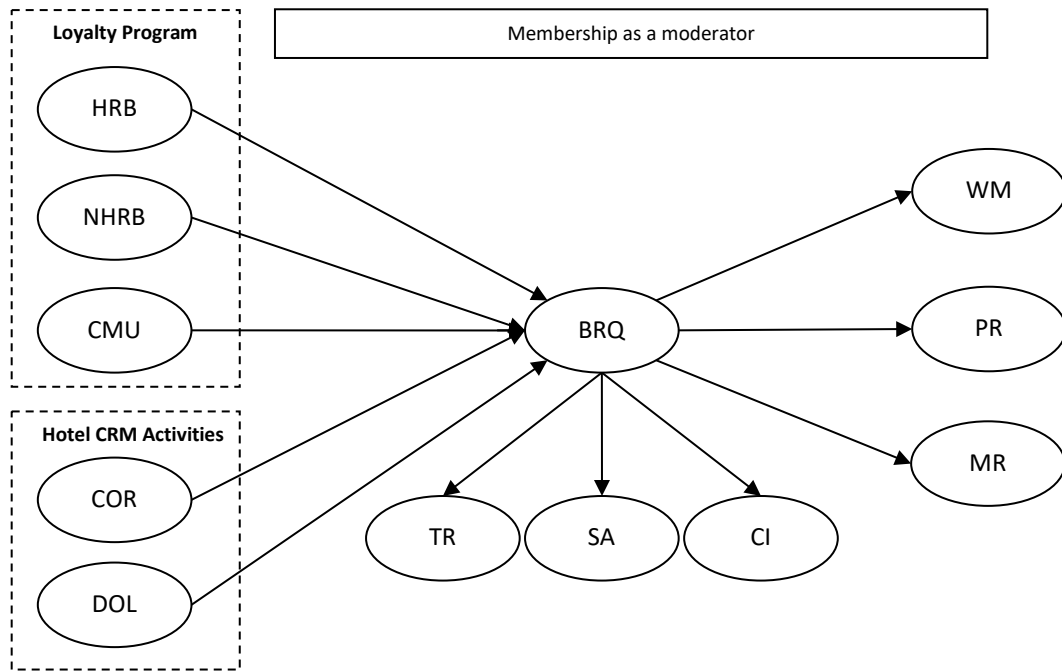 Loyalty Program
Membership as a moderator
HRB
NHRB
CMU
Hotel CRM Activities
COR
DOL
BRQ
TR
SA
CI
WM
PR
MR